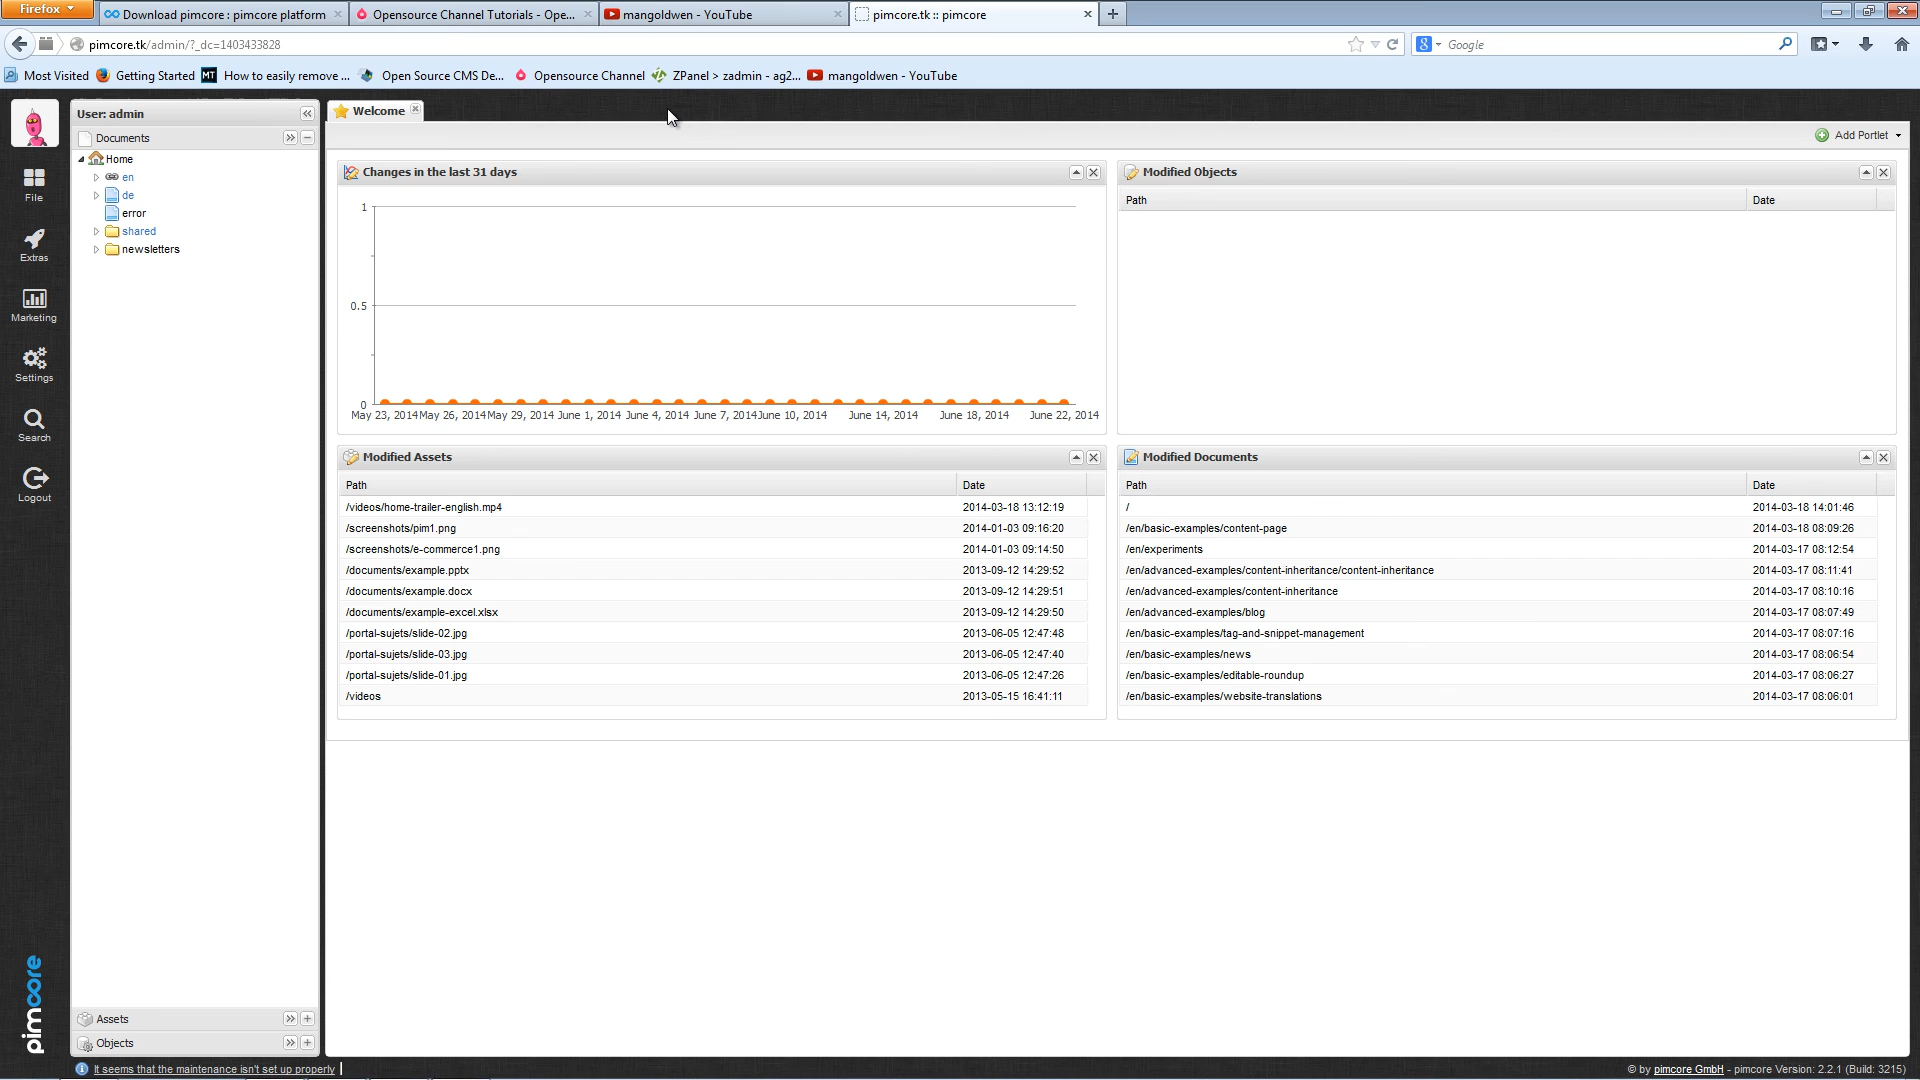 Firefox
Download pimcore : pimcore platform
Opensource Channel Tutorials - Ope...
mangoldwen - YouTube
pimcore.tk :: pimcore
pimcore.tk/admin/?_dc=1403433828
Google
Most Visited
Getting Started
MT
How to easily remove ...
Open Source CMS De...
Opensource Channel
ZPanel > zadmin - ag2...
mangoldwen - YouTube
File
Extras
Marketing
Settings
Search
Logout
pimcore
User: admin
Documents
Home
en
de
error
shared
newsletters
Assets
Objects
Welcome
Add Portlet
Changes in the last 31 days
1
0.5
0
May 23, 2014 May 26, 2014 May 29, 2014 June 1, 2014 June 4, 2014 June 7, 2014 June 10, 2014 June 14, 2014 June 18, 2014 June 22, 2014
Modified Objects
Path Date
Modified Assets
Path Date
/videos/home-trailer-english.mp4 2014-03-18 13:12:19
/screenshots/pim1.png 2014-01-03 09:16:20
/screenshots/e-commerce1.png 2014-01-03 09:14:50
/documents/example.pptx 2013-09-12 14:29:52
/documents/example.docx 2013-09-12 14:29:51
/documents/example-excel.xlsx 2013-09-12 14:29:50
/portal-sujets/slide-02.jpg 2013-06-05 12:47:48
/portal-sujets/slide-03.jpg 2013-06-05 12:47:40
/portal-sujets/slide-01.jpg 2013-06-05 12:47:26
/videos 2013-05-15 16:41:11
Modified Documents
Path Date
/ 2014-03-18 14:01:46
/en/basic-examples/content-page 2014-03-18 08:09:26
/en/experiments 2014-03-17 08:12:54
/en/advanced-examples/content-inheritance/content-inheritance 2014-03-17 08:11:41
/en/advanced-examples/content-inheritance 2014-03-17 08:10:16
/en/advanced-examples/blog 2014-03-17 08:07:49
/en/basic-examples/tag-and-snippet-management 2014-03-17 08:07:16
/en/basic-examples/news 2014-03-17 08:06:54
/en/basic-examples/editable-roundup 2014-03-17 08:06:27
/en/basic-examples/website-translations 2014-03-17 08:06:01
It seems that the maintenance isn't set up properly
© by pimcore GmbH - pimcore Version: 2.2.1 (Build: 3215)